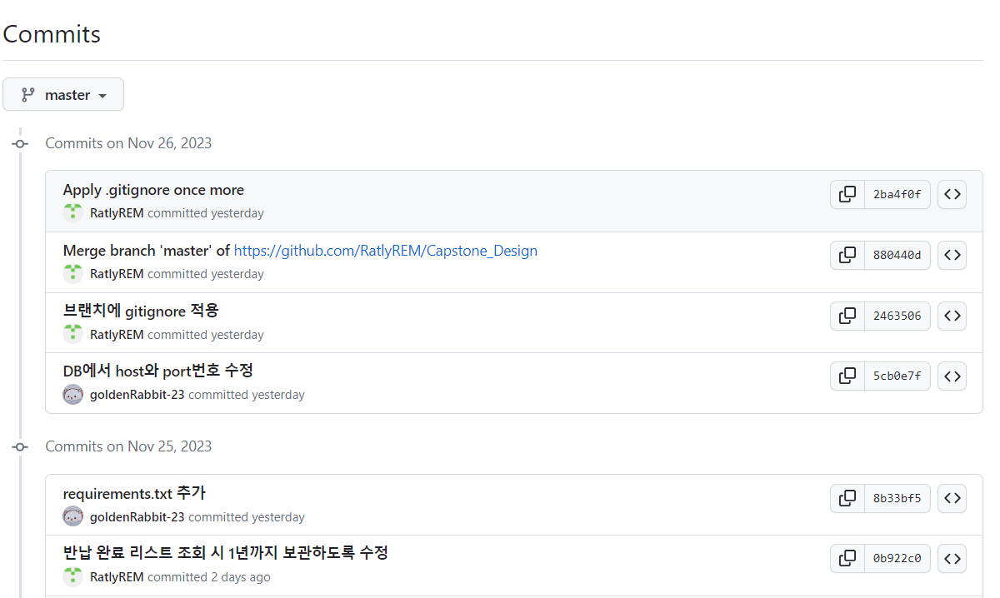 Commits
master
Commits on Nov 26, 2023
Apply .gitignore once more
2ba4f0f
RatlyREM committed yesterday
Merge branch 'master' of https://github.com/RatlyREM/Capstone_Design
880440d
RatlyREM committed yesterday
브랜치에 gitignore 적용
2463506
RatlyREM committed yesterday
DB에서 host와 port번호 수정
5cb0e7f
goldenRabbit-23 committed yesterday
Commits on Nov 25, 2023
requirements.txt 추가
8b33bf5
goldenRabbit-23 committed yesterday
반납 완료 리스트 조회 시 1년까지 보관하도록 수정
0b922c0
RatlyREM committed 2 days ago